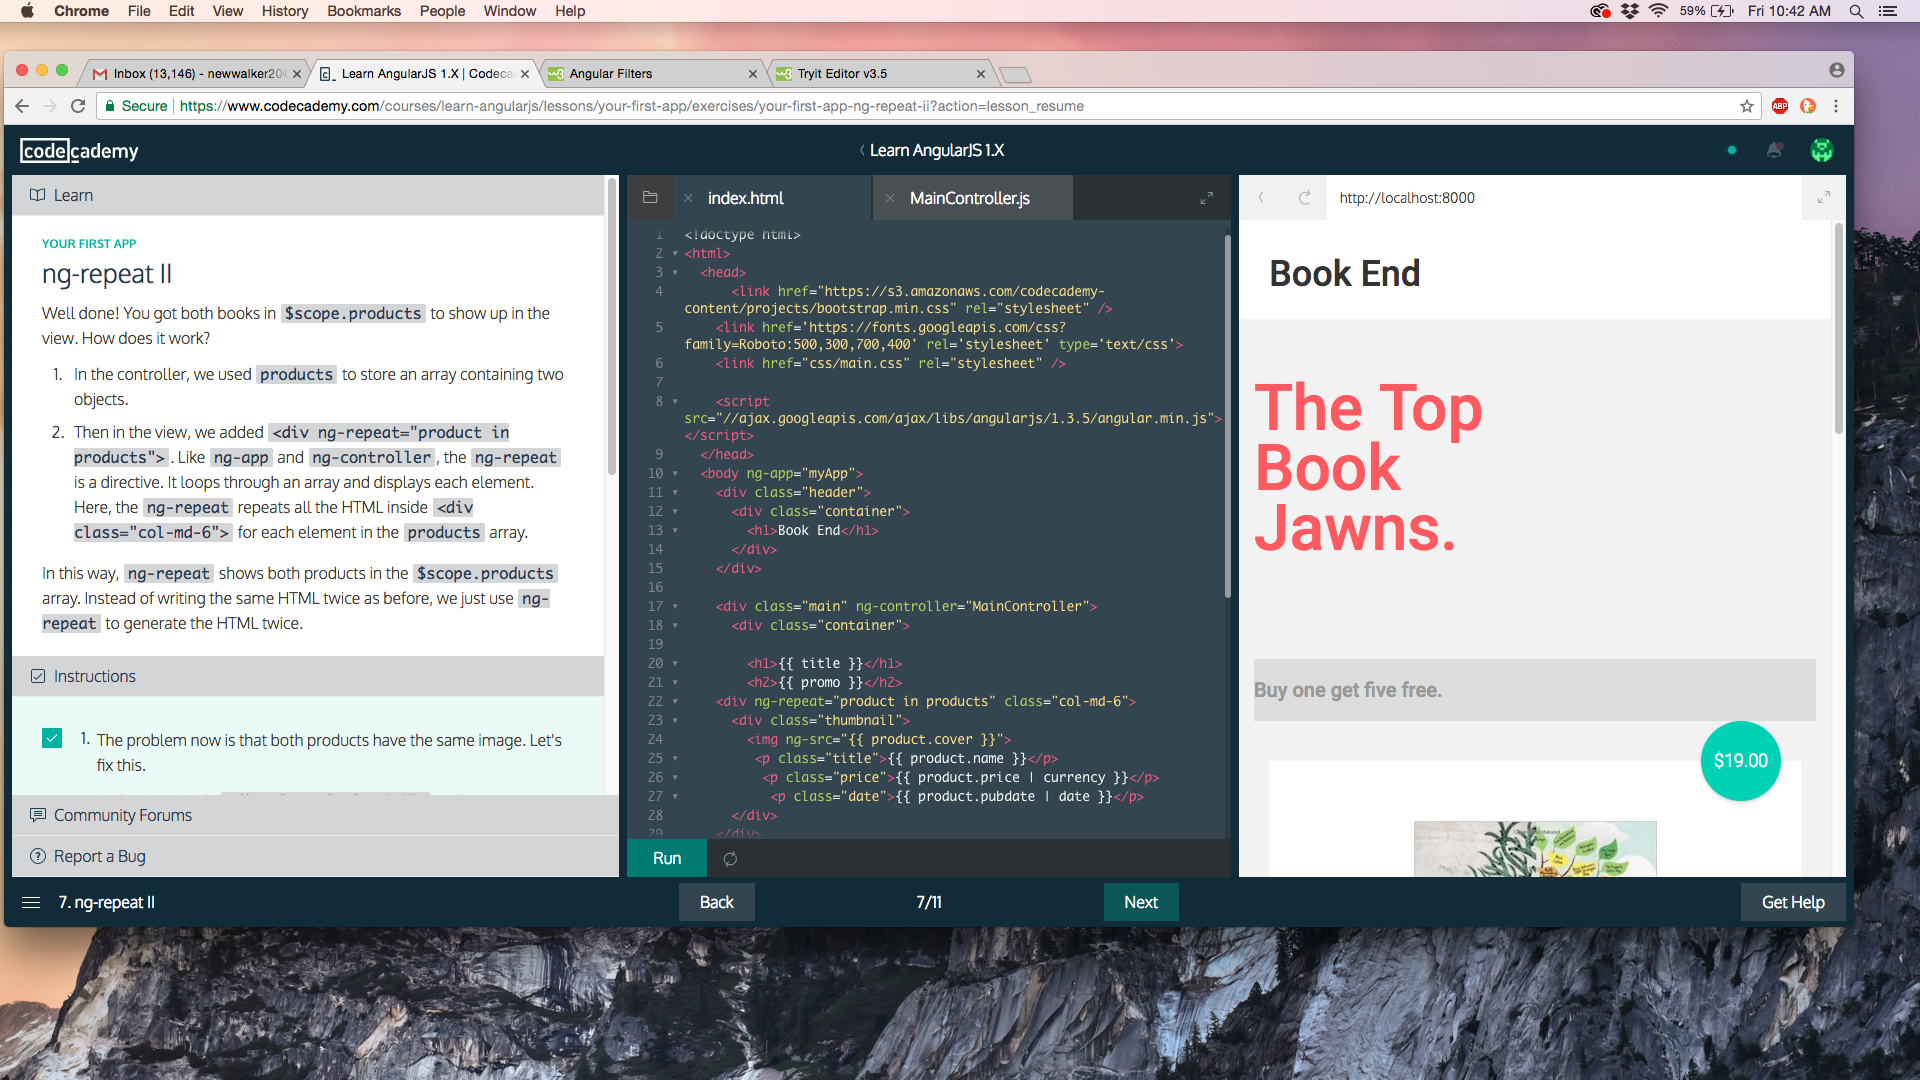 Chrome File Edit View History Bookmarks People Window Help
59% Fri 10:42 AM
Inbox (13,146) - newwalker20
Learn AngularJS 1.X | Codeca
Angular Filters
Tryit Editor v3.5
Secure https://www.codecademy.com/courses/learn-angularjs/lessons/your-first-app/exercises/your-first-app-ng-repeat-ii?action=lesson_resume
ABP
codecademy
Learn AngularJS 1.X
Learn
YOUR FIRST APP
ng-repeat II
Well done! You got both books in $scope.products to show up in the
view. How does it work?
1. In the controller, we used products to store an array containing two
objects.
2. Then in the view, we added <div ng-repeat="product in
products">. Like ng-app and ng-controller, the ng-repeat
is a directive. It loops through an array and displays each element.
Here, the ng-repeat repeats all the HTML inside <div
class="col-md-6"> for each element in the products array.
In this way, ng-repeat shows both products in the $scope.products
array. Instead of writing the same HTML twice as before, we just use ng-
repeat to generate the HTML twice.
Instructions
1. The problem now is that both products have the same image. Let's
fix this.
Community Forums
Report a Bug
index.html
MainController.js
1 <!doctype html>
2 <html>
3 <head>
4 <link href="https://s3.amazonaws.com/codecademy-
content/projects/bootstrap.min.css" rel="stylesheet" />
5 <link href='https://fonts.googleapis.com/css?
family=Roboto:500,300,700,400' rel='stylesheet' type='text/css'>
6 <link href="css/main.css" rel="stylesheet" />
7
8 <script
src="//ajax.googleapis.com/ajax/libs/angularjs/1.3.5/angular.min.js">
</script>
9 </head>
10 <body ng-app="myApp">
11 <div class="header">
12 <div class="container">
13 <h1>Book End</h1>
14 </div>
15 </div>
16
17 <div class="main" ng-controller="MainController">
18 <div class="container">
19
20 <h1>{{ title }}</h1>
21 <h2>{{ promo }}</h2>
22 <div ng-repeat="product in products" class="col-md-6">
23 <div class="thumbnail">
24 <img ng-src="{{ product.cover }}">
25 <p class="title">{{ product.name }}</p>
26 <p class="price">{{ product.price | currency }}</p>
27 <p class="date">{{ product.pubdate | date }}</p>
28 </div>
29 </div>
Run
http://localhost:8000
Book End
The Top
Book
Jawns.
Buy one get five free.
$19.00
7. ng-repeat II
Back
7/11
Next
Get Help